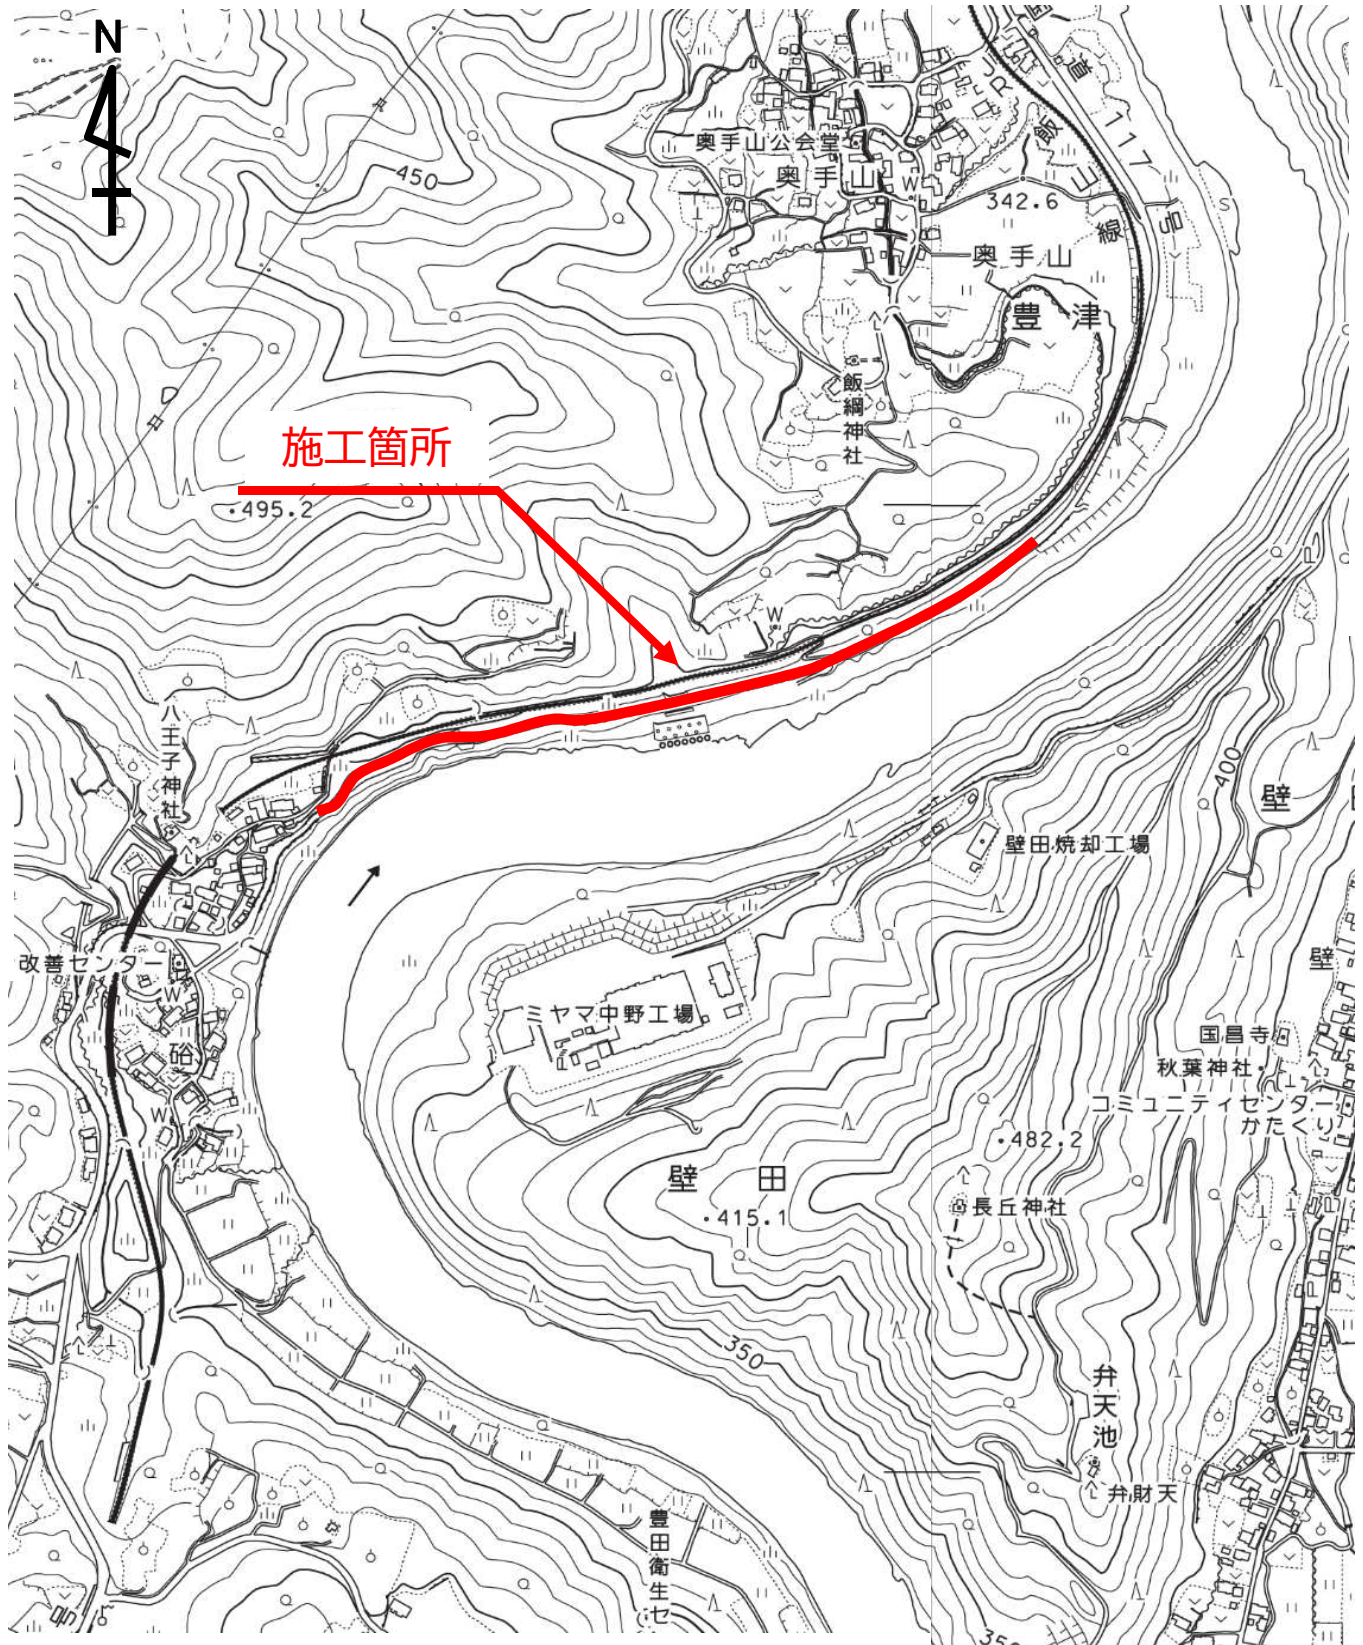 N
国道117号
JR飯山線
奥手山公会堂
奥手山
W
450
342.6
S
奥手山
豊津
飯綱神社
施工箇所
495.2
W
八王子神社
400
壁
壁田焼却工場
改善センター
W
壁
ミヤマ中野工場
国昌寺
硲
秋葉神社
コミュニティセンター
かたくり
W
482.2
壁田
長丘神社
415.1
350
弁天池
弁財天
豊田衛生セ
350